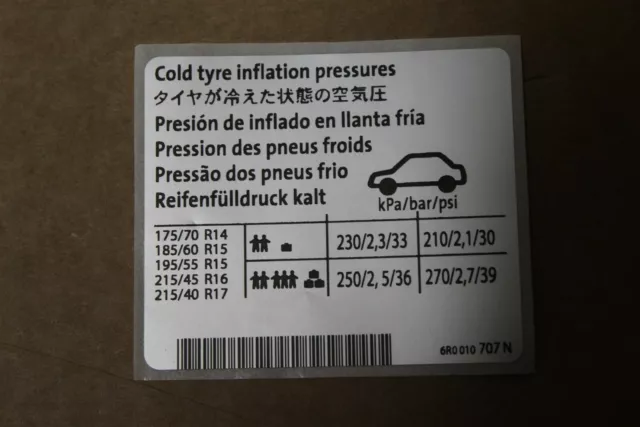 Cold tyre inflation pressures
タイヤが冷えた状態の空気圧
Presión de inflado en llanta fría
Pression des pneus froids
Pressão dos pneus frio
Reifenfülldruck kalt
kPa/bar/psi
175/70 R14
185/60 R15
195/55 R15
215/45 R16
215/40 R17
230/2,3/33 210/2,1/30
250/2,5/36 270/2,7/39
6R0 010 707 N